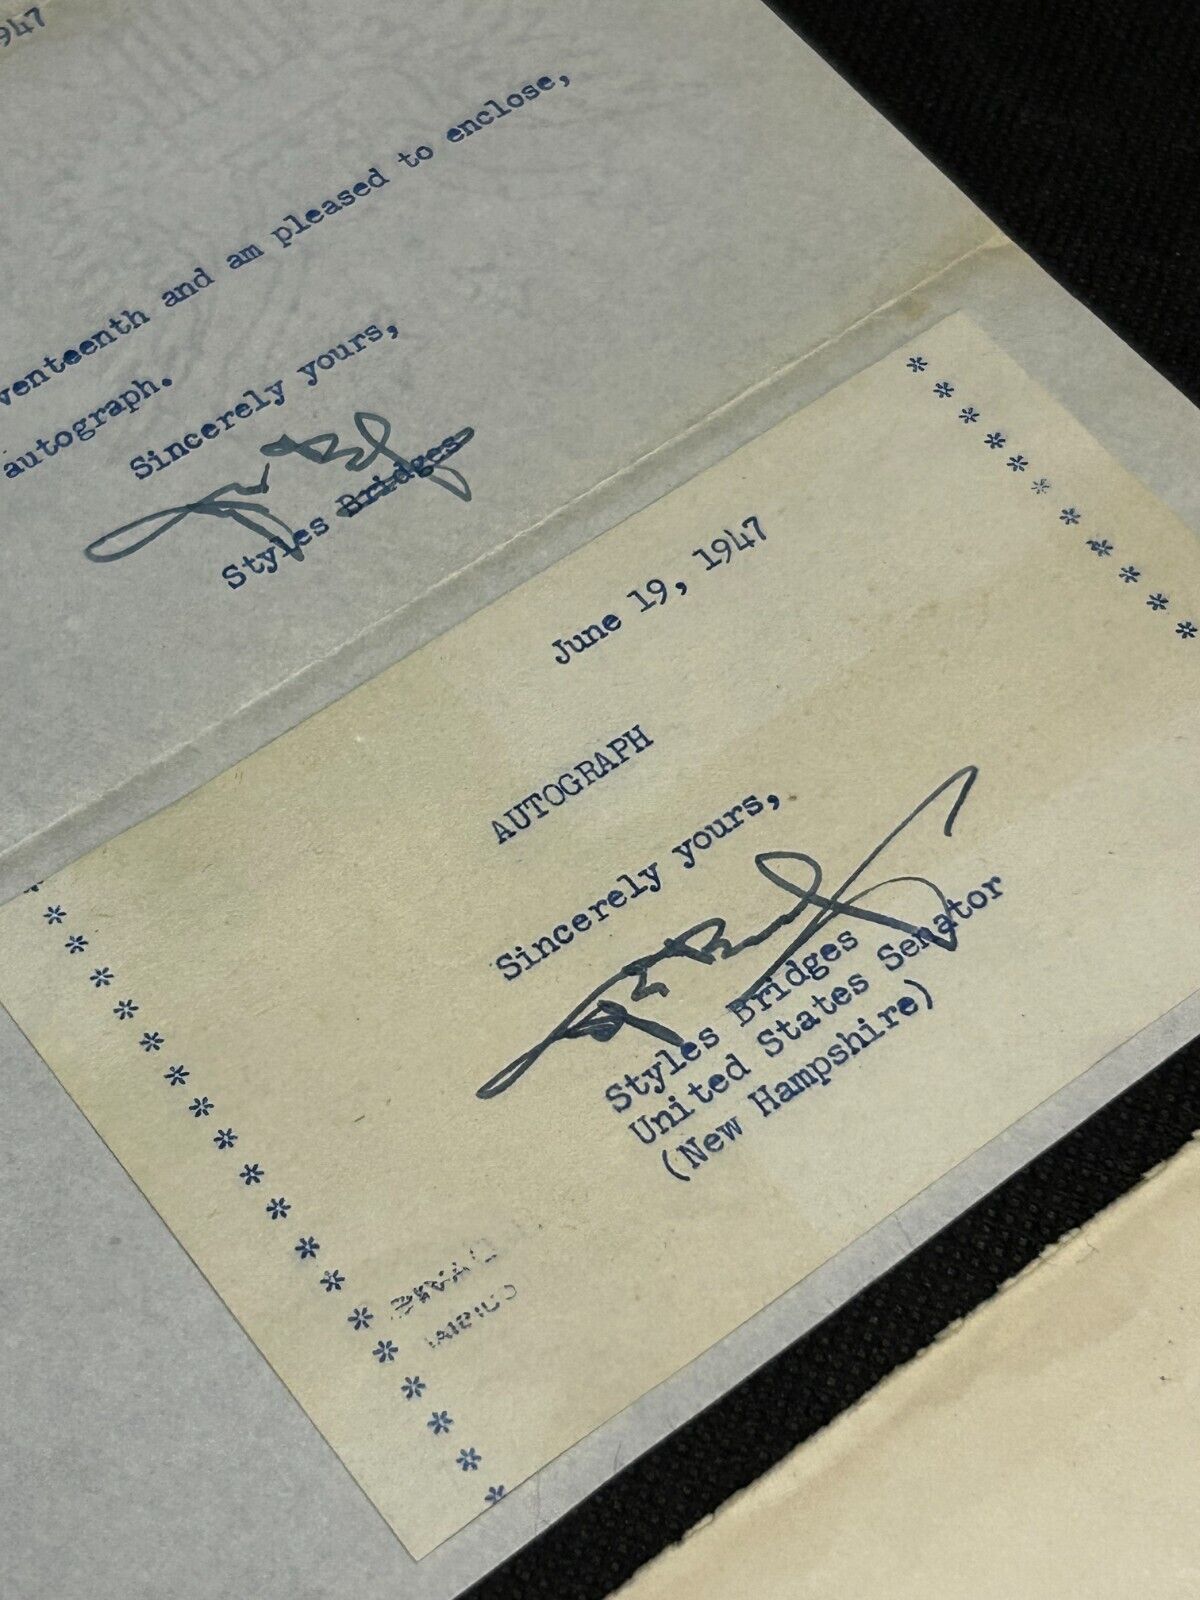 947
venteenth and am pleased to enclose,
autograph.
Sincerely yours,
Styles Bridges
* * * * * * * * * * *
June 19, 1947
AUTOGRAPH
Sincerely yours,
Styles Bridges
United States Senator
(New Hampshire)
* * * * * * * * * * * * * * * * * * *